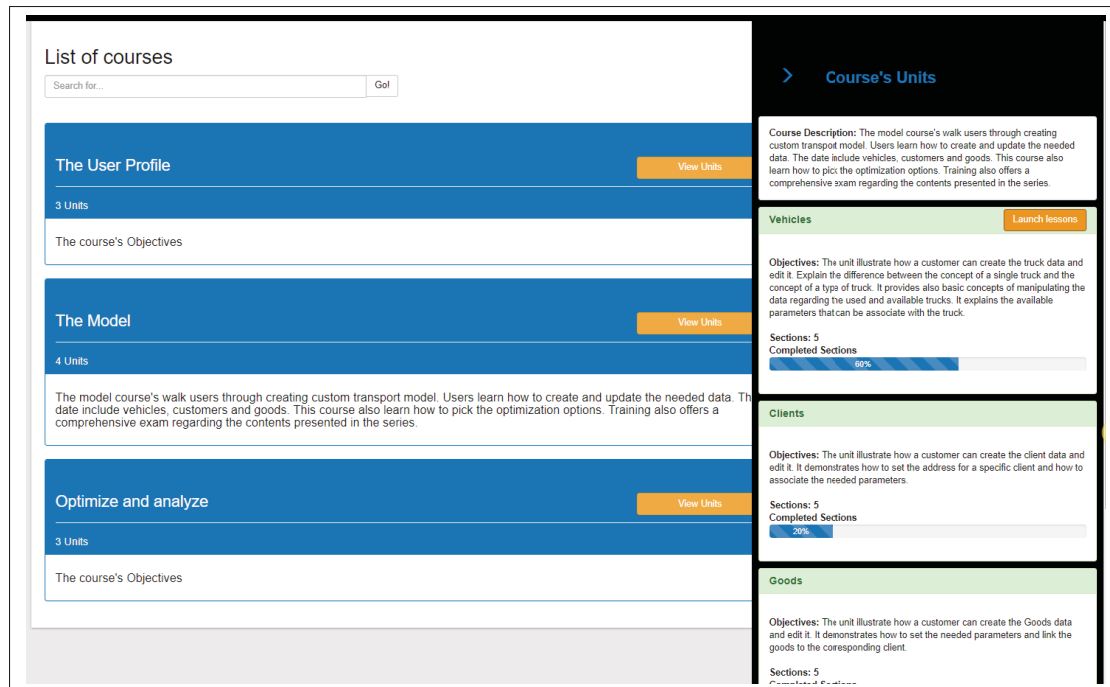 List of courses
Search for...
Go!
The User Profile
View Units
3 Units
The course's Objectives
The Model
View Units
4 Units
The model course's walk users through creating custom transport model. Users learn how to create and update the needed data. Th
date include vehicles, customers and goods. This course also learn how to pick the optimization options. Training also offers a
comprehensive exam regarding the contents presented in the series.
Optimize and analyze
View Units
3 Units
The course's Objectives
Course's Units
Course Description: The model course's walk users through creating
custom transport model. Users learn how to create and update the needed
data. The date include vehicles, customers and goods. This course also
learn how to pick the optimization options. Training also offers a
comprehensive exam regarding the contents presented in the series.
Vehicles
Launch lessons
Objectives: The unit illustrate how a customer can create the truck data and
edit it. Explain the difference between the concept of a single truck and the
concept of a type of truck. It provides also basic concepts of manipulating the
data regarding the used and available trucks. It explains the available
parameters that can be associate with the truck.
Sections: 5
Completed Sections
60%
Clients
Objectives: The unit illustrate how a customer can create the client data and
edit it. It demonstrates how to set the address for a specific client and how to
associate the needed parameters.
Sections: 5
Completed Sections
20%
Goods
Objectives: The unit illustrate how a customer can create the Goods data
and edit it. It demonstrates how to set the needed parameters and link the
goods to the corresponding client.
Sections: 5
Completed Sections